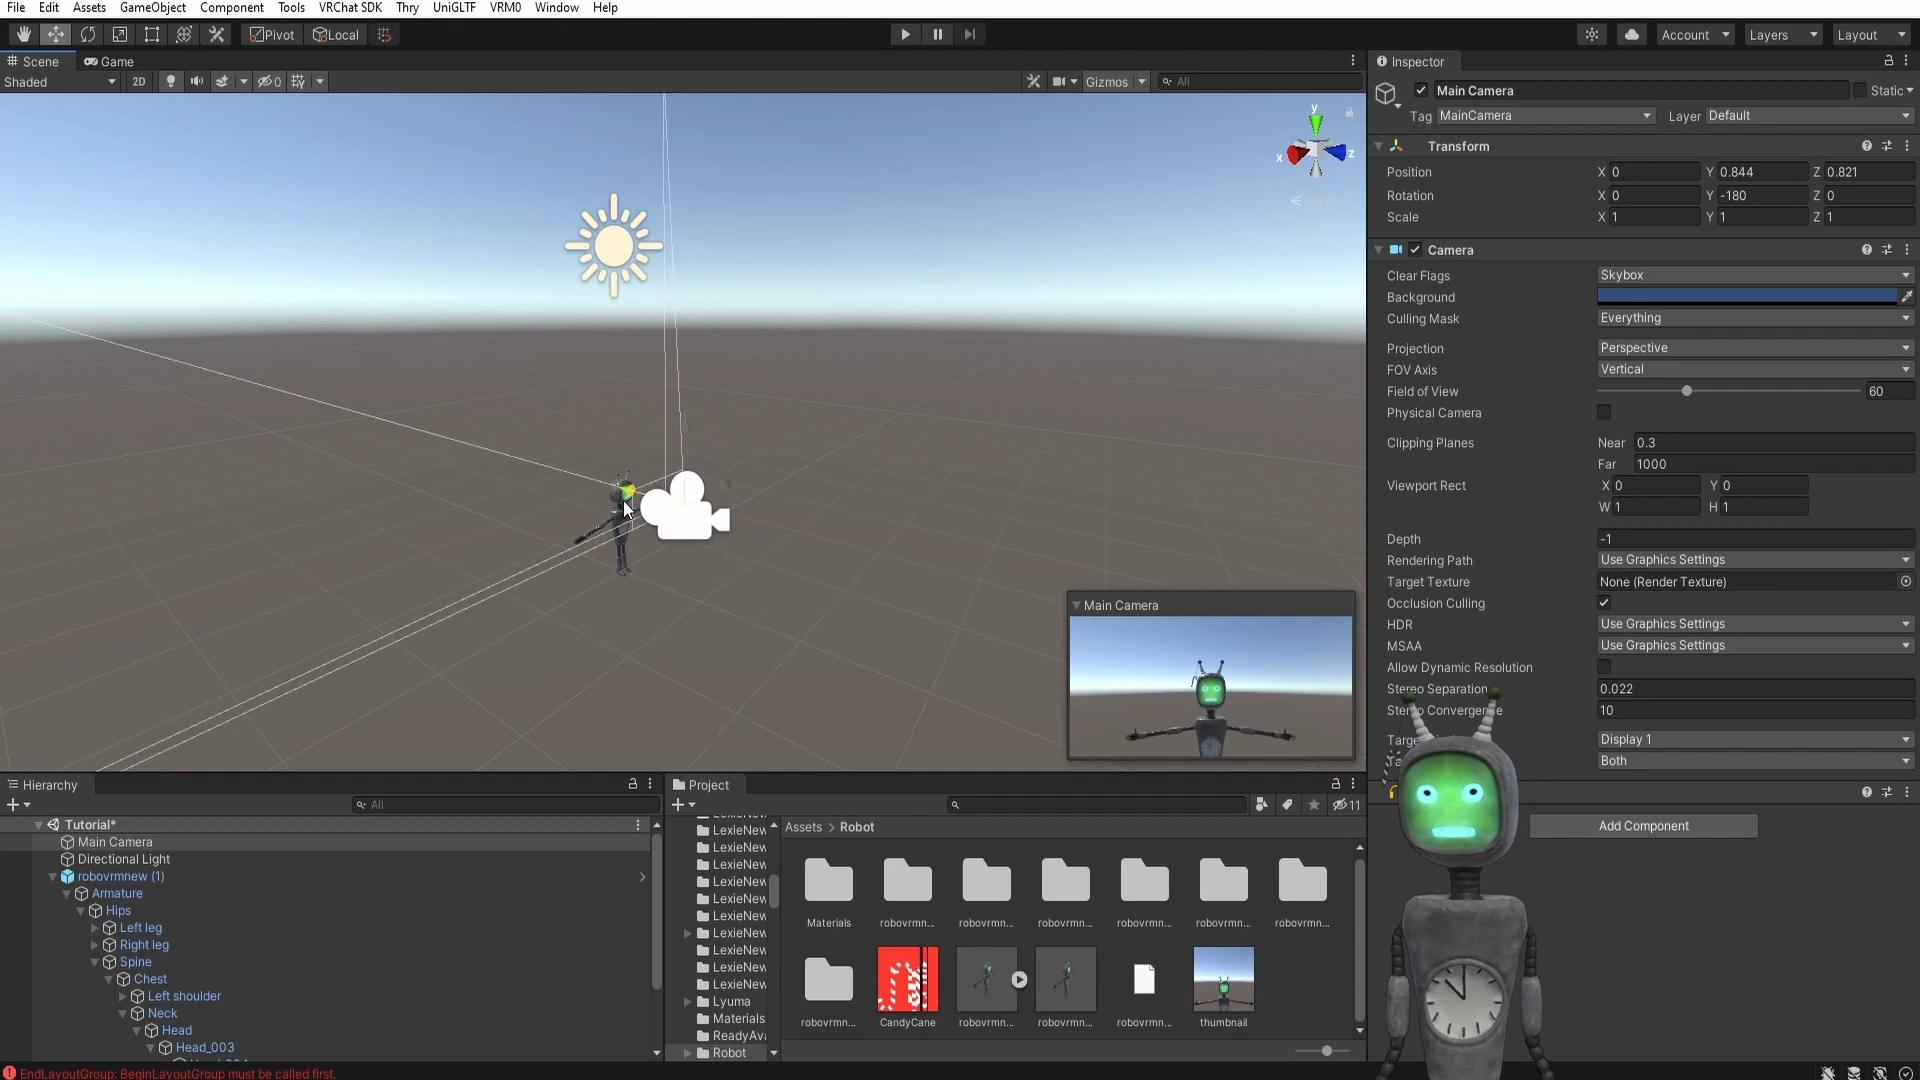 File Edit Assets GameObject Component Tools VRChat SDK Thry UniGLTF VRM0 Window Help
Pivot Local Account Layers Layout
Scene Game
Shaded 2D 0 Gizmos All
y
x z
Main Camera
Inspector
Main Camera Static
Tag MainCamera Layer Default
Transform
Position X 0 Y 0.844 Z 0.821
Rotation X 0 Y -180 Z 0
Scale X 1 Y 1 Z 1
Camera
Clear Flags Skybox
Background
Culling Mask Everything
Projection Perspective
FOV Axis Vertical
Field of View 60
Physical Camera
Clipping Planes Near 0.3
Far 1000
Viewport Rect X 0 Y 0
W 1 H 1
Depth -1
Rendering Path Use Graphics Settings
Target Texture None (Render Texture)
Occlusion Culling
HDR Use Graphics Settings
MSAA Use Graphics Settings
Allow Dynamic Resolution
Stereo Separation 0.022
Stereo Convergence 10
Display 1
Both
Add Component
Hierarchy
All
Tutorial*
Main Camera
Directional Light
robovrmnew (1)
Armature
Hips
Left leg
Right leg
Spine
Chest
Left shoulder
Neck
Head
Head_003
Project
11
LexieNew
LexieNew
LexieNew
LexieNew
LexieNew
LexieNew
LexieNew
LexieNew
LexieNew
LexieNew
Lyuma
Materials
ReadyAva
Robot
Assets > Robot
Materials robovrmn... robovrmn... robovrmn... robovrmn... robovrmn... robovrmn...
robovrmn... CandyCane robovrmn... robovrmn... robovrmn... thumbnail
EndLayoutGroup: BeginLayoutGroup must be called first.